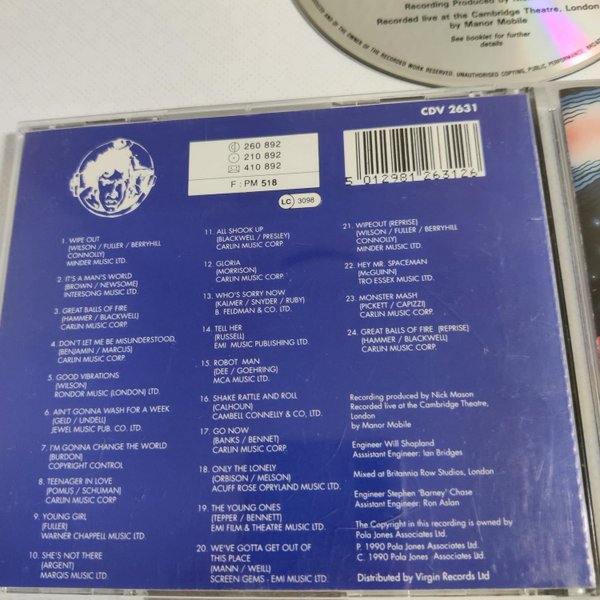 Recording Produced by
Recorded live at the Cambridge Theatre, London
by Manor Mobile
See booklet for further
details
OF THE OWNER OF THE RECORDED WORK RESERVED. UNAUTHORISED COPYING, PUBLIC PERFORMANCE,
CDV 2631
260 892
210 892
410 892
F : PM 518
LC 3098
5 012981 263126
1. WIPE OUT
(WILSON / FULLER / BERRYHILL
CONNOLLY)
MINDER MUSIC LTD.
2. IT'S A MAN'S WORLD
(BROWN / NEWSOME)
INTERSONG MUSIC LTD.
3. GREAT BALLS OF FIRE
(HAMMER / BLACKWELL)
CARLIN MUSIC CORP.
4. DON'T LET ME BE MISUNDERSTOOD
(BENJAMIN / MARCUS)
CARLIN MUSIC CORP.
5. GOOD VIBRATIONS
(WILSON)
RONDOR MUSIC (LONDON) LTD.
6. AIN'T GONNA WASH FOR A WEEK
(GELD / UNDELL)
JEWEL MUSIC PUB. CO. LTD.
7. I'M GONNA CHANGE THE WORLD
(BURDON)
COPYRIGHT CONTROL
8. TEENAGER IN LOVE
(POMUS / SCHUMAN)
CARLIN MUSIC CORP
9. YOUNG GIRL
(FULLER)
WARNER CHAPPELL MUSIC LTD.
10. SHE'S NOT THERE
(ARGENT)
MARQIS MUSIC LTD.
11. ALL SHOOK UP
(BLACKWELL / PRESLEY)
CARLIN MUSIC CORP.
12. GLORIA
(MORRISON)
CARLIN MUSIC CORP.
13. WHO'S SORRY NOW
(KALMER / SNYDER / RUBY)
B. FELDMAN & CO. LTD.
14. TELL HER
(RUSSELL)
EMI MUSIC PUBLISHING LTD.
15. ROBOT MAN
(DEE / GOEHRING)
MCA MUSIC LTD.
16. SHAKE RATTLE AND ROLL
(CALHOUN)
CAMBELL CONNELLY & CO, LTD.
17. GO NOW
(BANKS / BENNET)
CARLIN MUSIC CORP.
18. ONLY THE LONELY
(ORBISON / MELSON)
ACUFF ROSE OPRYLAND MUSIC LTD.
19. THE YOUNG ONES
(TEPPER / BENNETT)
EMI FILM & THEATRE MUSIC LTD.
20. WE'VE GOTTA GET OUT OF
THIS PLACE
(MANN / WEILL)
SCREEN GEMS - EMI MUSIC LTD.
21. WIPEOUT (REPRISE)
(WILSON / FULLER / BERRYHILL
CONNOLLY)
MINDER MUSIC LTD.
22. HEY MR. SPACEMAN
(McGUINN)
TRO ESSEX MUSIC LTD.
23. MONSTER MASH
(PICKETT / CAPIZZI)
CARLIN MUSIC CORP.
24. GREAT BALLS OF FIRE (REPRISE)
(HAMMER / BLACKWELL)
CARLIN MUSIC CORP.
Recording produced by Nick Mason
Recorded live at the Cambridge Theatre,
London
by Manor Mobile
Engineer Will Shapland
Asssistant Engineer: Ian Bridges
Mixed at Britannia Row Studios, London
Engineer Stephen 'Barney' Chase
Assistant Engineer: Ron Aslan
The Copyright in this recording is owned by
Pola Jones Associates Ltd.
P. 1990 Pola Jones Associates Ltd.
C. 1990 Pola Jones Associates Ltd.
Distributed by Virgin Records Ltd